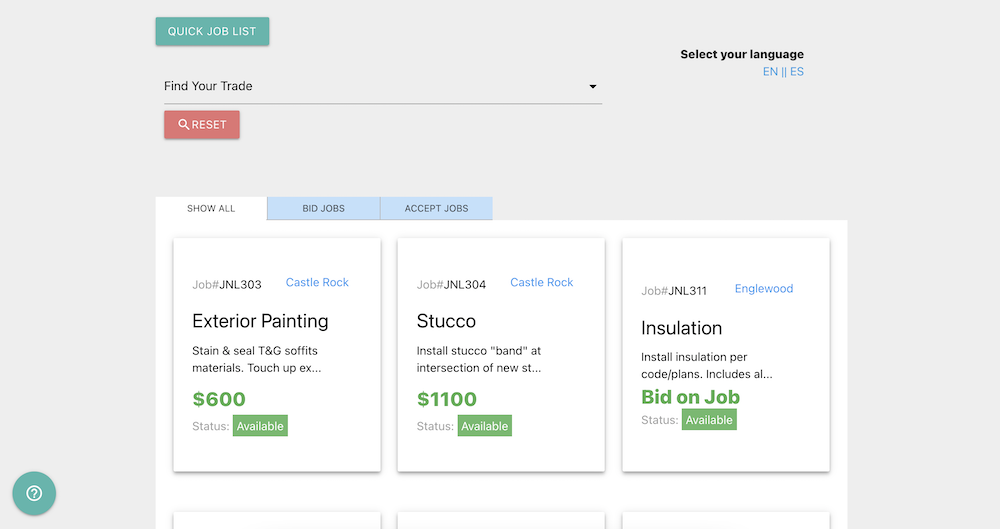 QUICK JOB LIST
Select your language
EN || ES
Find Your Trade
RESET
SHOW ALL
BID JOBS
ACCEPT JOBS
Job#JNL303
Castle Rock
Exterior Painting
Stain & seal T&G soffits
materials. Touch up ex...
$600
Status: Available
Job#JNL304
Castle Rock
Stucco
Install stucco "band" at
intersection of new st...
$1100
Status: Available
Job#JNL311
Englewood
Insulation
Install insulation per
code/plans. Includes al...
Bid on Job
Status: Available